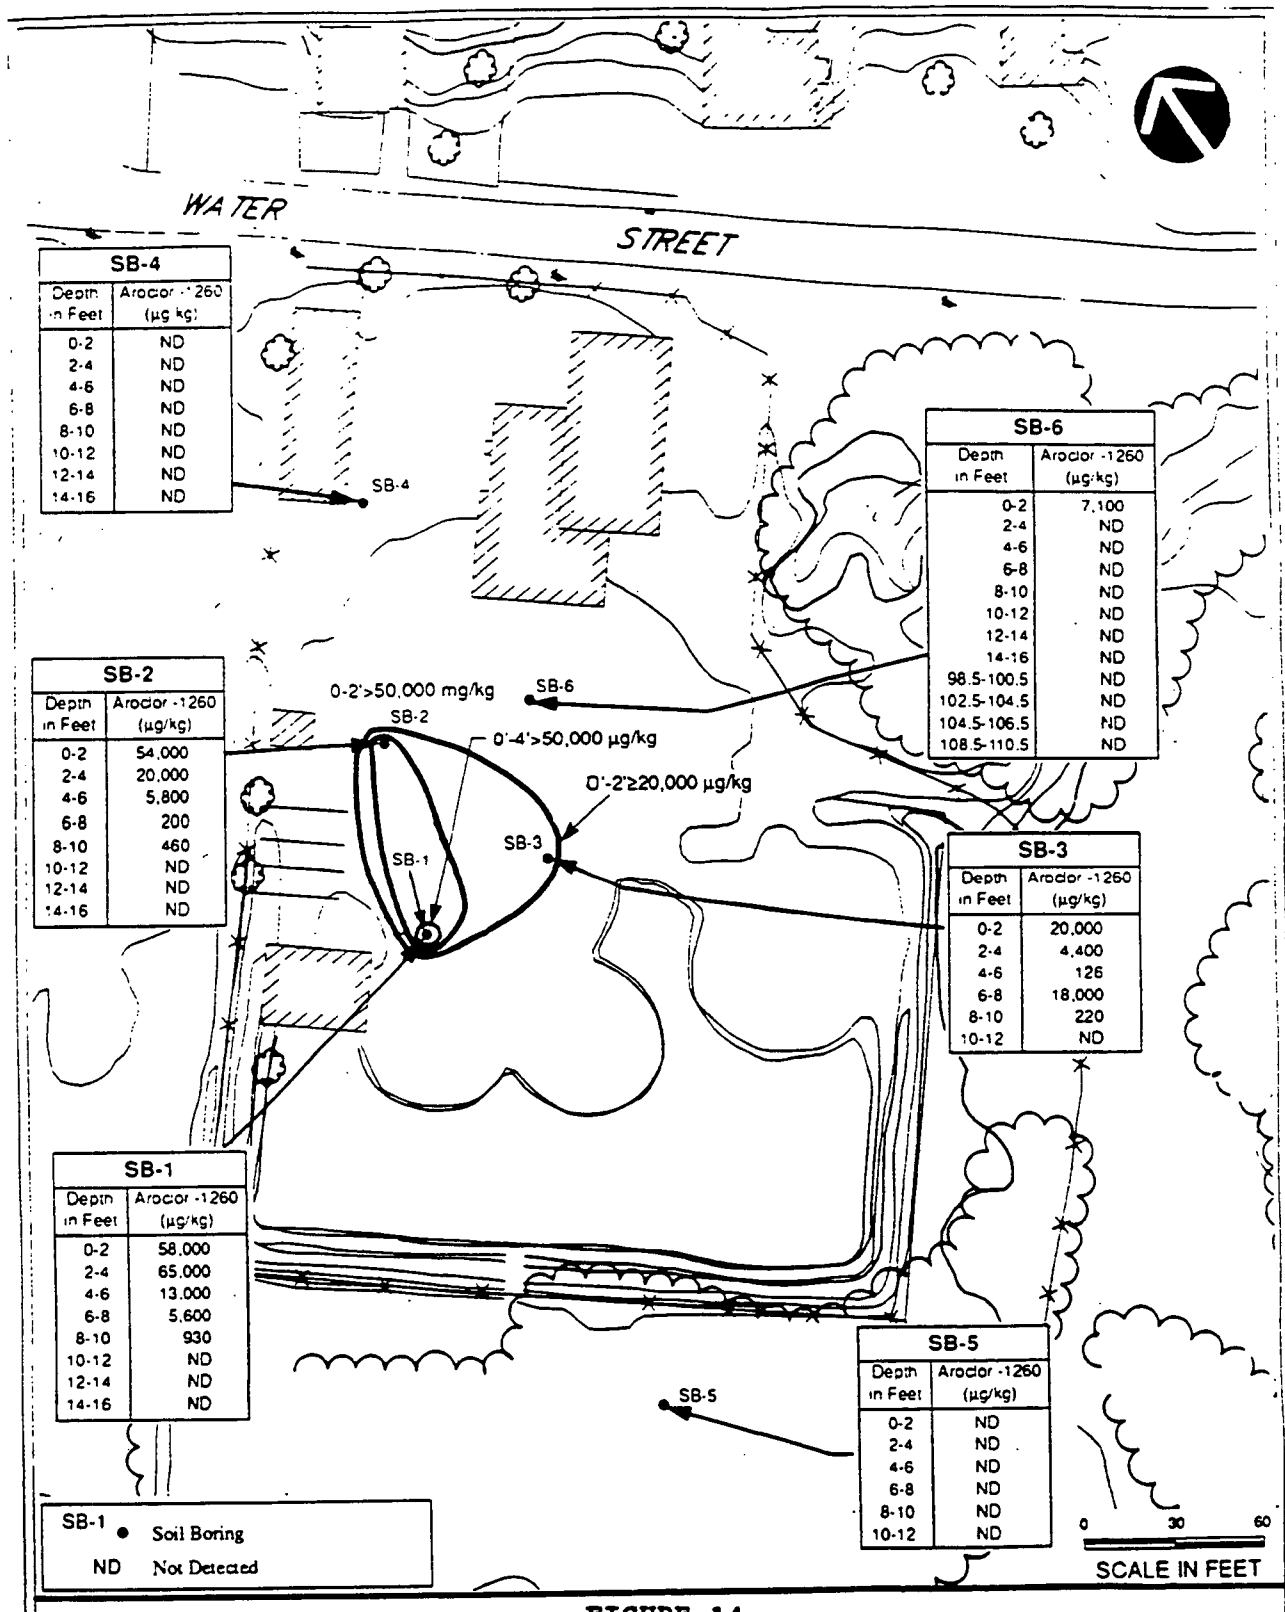 WATER STREET
SB-4
Depth in Feet Aroclor -1260 (µg kg)
0-2 ND
2-4 ND
4-6 ND
6-8 ND
8-10 ND
10-12 ND
12-14 ND
14-16 ND
SB-4
SB-6
Depth in Feet Aroclor -1260 (µg/kg)
0-2 7,100
2-4 ND
4-6 ND
6-8 ND
8-10 ND
10-12 ND
12-14 ND
14-16 ND
98.5-100.5 ND
102.5-104.5 ND
104.5-106.5 ND
108.5-110.5 ND
SB-2
Depth in Feet Aroclor -1260 (µg/kg)
0-2 54,000
2-4 20,000
4-6 5,800
6-8 200
8-10 460
10-12 ND
12-14 ND
14-16 ND
0-2'>50,000 mg/kg
SB-6
SB-2
0'-4'>50,000 µg/kg
0'-2'≥20,000 µg/kg
SB-3
SB-1
SB-3
Depth in Feet Aroclor -1260 (µg/kg)
0-2 20,000
2-4 4,400
4-6 126
6-8 18,000
8-10 220
10-12 ND
SB-1
Depth in Feet Aroclor -1260 (µg/kg)
0-2 58,000
2-4 65,000
4-6 13,000
6-8 5,600
8-10 930
10-12 ND
12-14 ND
14-16 ND
SB-5
SB-5
Depth in Feet Aroclor -1260 (µg/kg)
0-2 ND
2-4 ND
4-6 ND
6-8 ND
8-10 ND
10-12 ND
SB-1 Soil Boring
ND Not Detected
0 30 60
SCALE IN FEET
FIGURE 14